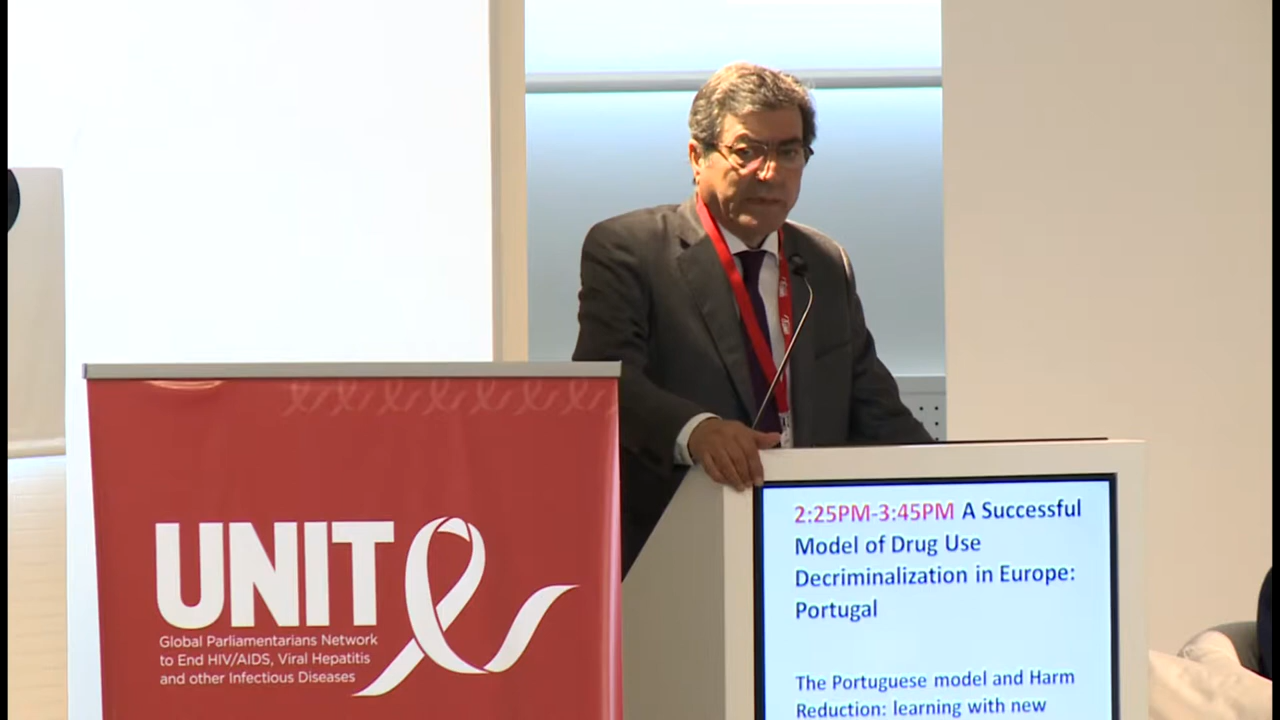 UNITE
Global Parliamentarians Network
to End HIV/AIDS, Viral Hepatitis
and other Infectious Diseases
2:25PM-3:45PM A Successful
Model of Drug Use
Decriminalization in Europe:
Portugal
The Portuguese model and Harm
Reduction: learning with new